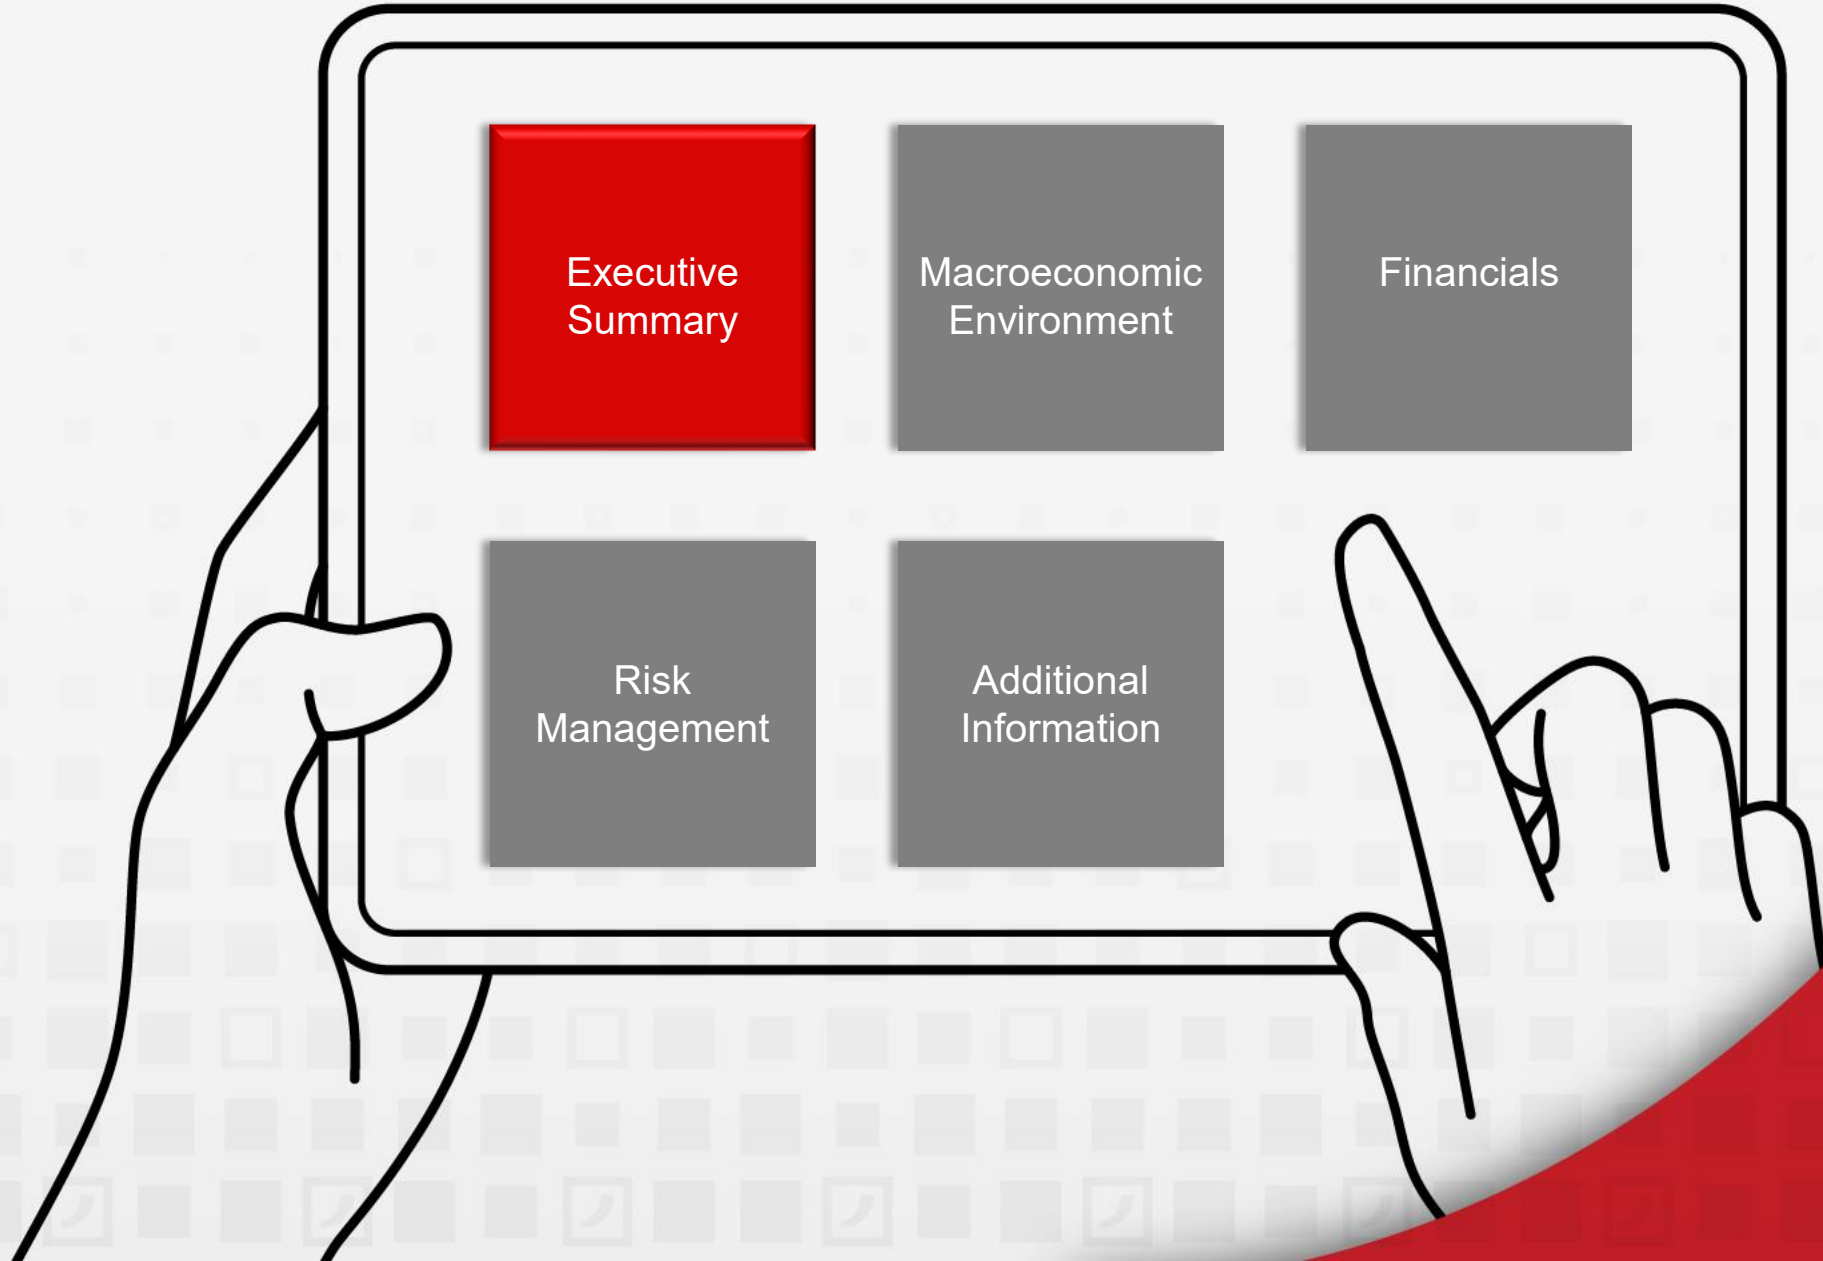 Executive
Summary
Macroeconomic
Environment
Financials
Risk
Management
Additional
Information